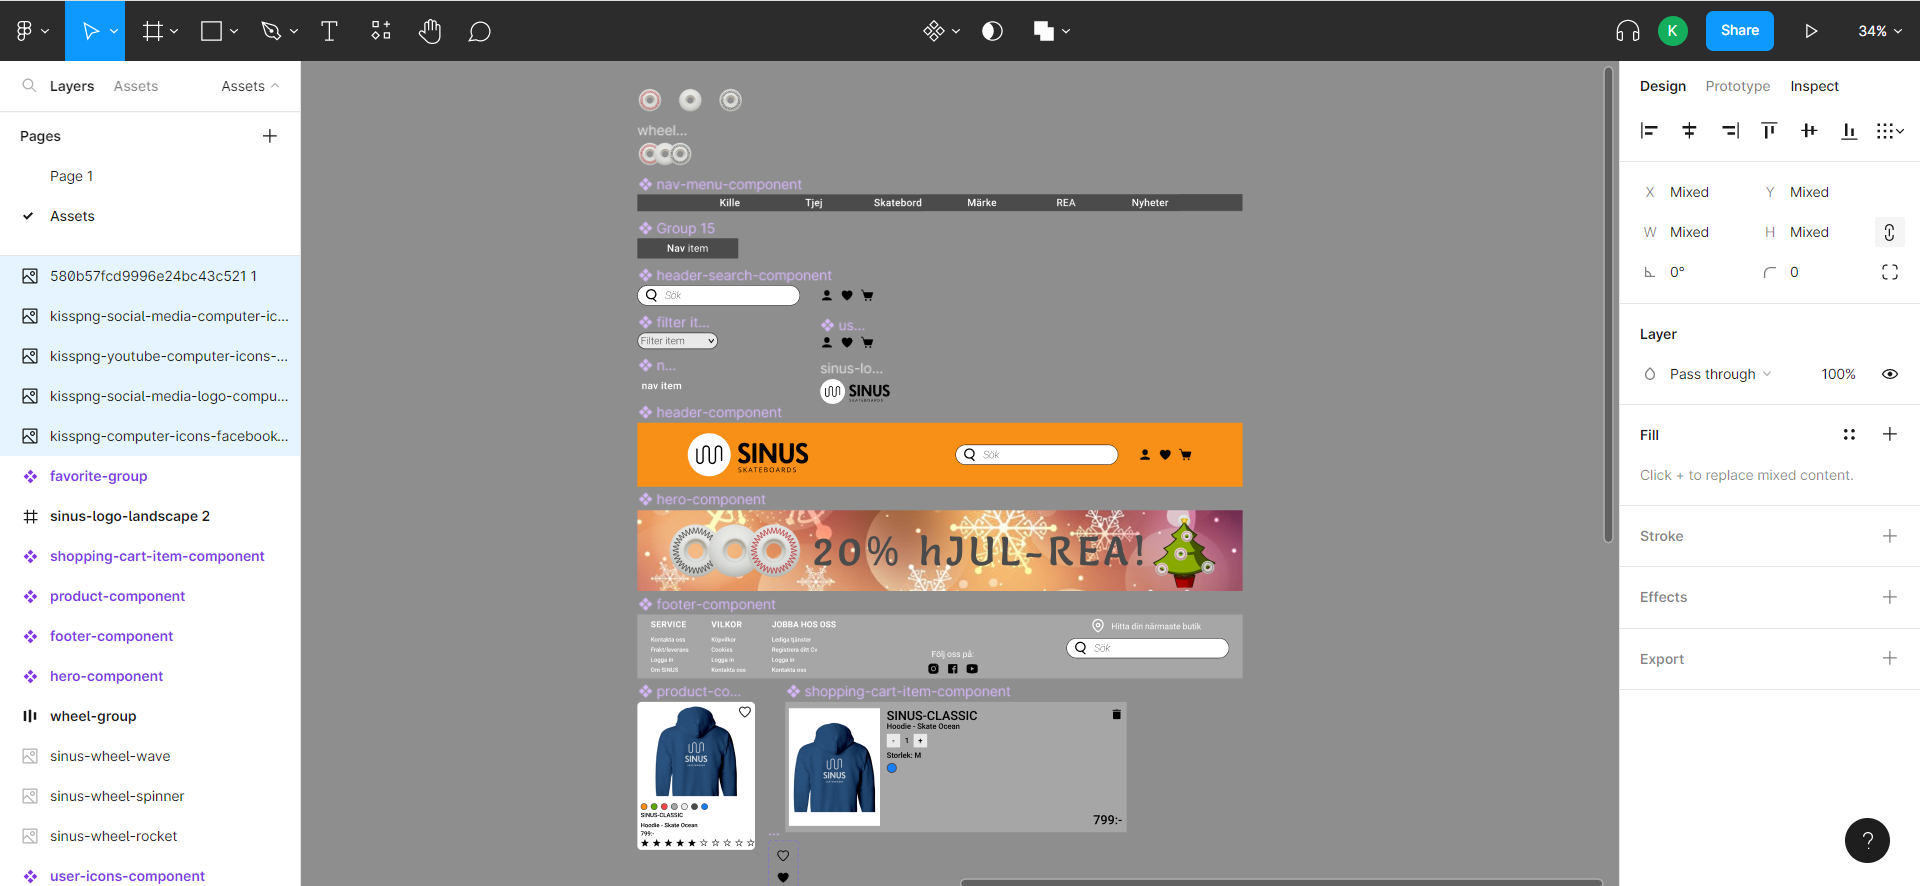 K
Share
34%
Layers
Assets
Assets
Pages
Page 1
Assets
580b57fcd9996e24bc43c521 1
kisspng-social-media-computer-ic...
kisspng-youtube-computer-icons-...
kisspng-social-media-logo-compu...
kisspng-computer-icons-facebook...
favorite-group
sinus-logo-landscape 2
shopping-cart-item-component
product-component
footer-component
hero-component
wheel-group
sinus-wheel-wave
sinus-wheel-spinner
sinus-wheel-rocket
user-icons-component
wheel...
nav-menu-component
Kille Tjej Skatebord Märke REA Nyheter
Group 15
Nav item
header-search-component
Sök
filter it...
us...
Filter item
n...
sinus-lo...
nav item
SINUS
SKATEBOARDS
header-component
SINUS
SKATEBOARDS
Sök
hero-component
20% hJUL-REA!
footer-component
SERVICE
Kontakta oss
Frakt/leverans
Logga in
Om SINUS
VILKOR
Köpvilkor
Cookies
Logga in
Kontakta oss
JOBBA HOS OSS
Lediga tjänster
Registrera ditt Cv
Logga in
Kontakta oss
Följ oss på:
Hitta din närmaste butik
Sök
product-co...
SINUS
SINUS-CLASSIC
Hoodie - Skate Ocean
799:-
shopping-cart-item-component
SINUS
SINUS-CLASSIC
Hoodie - Skate Ocean
- 1 +
Storlek: M
799:-
...
Design
Prototype
Inspect
X Mixed
Y Mixed
W Mixed
H Mixed
0°
0
Layer
Pass through
100%
Fill
Click + to replace mixed content.
Stroke
Effects
Export
?